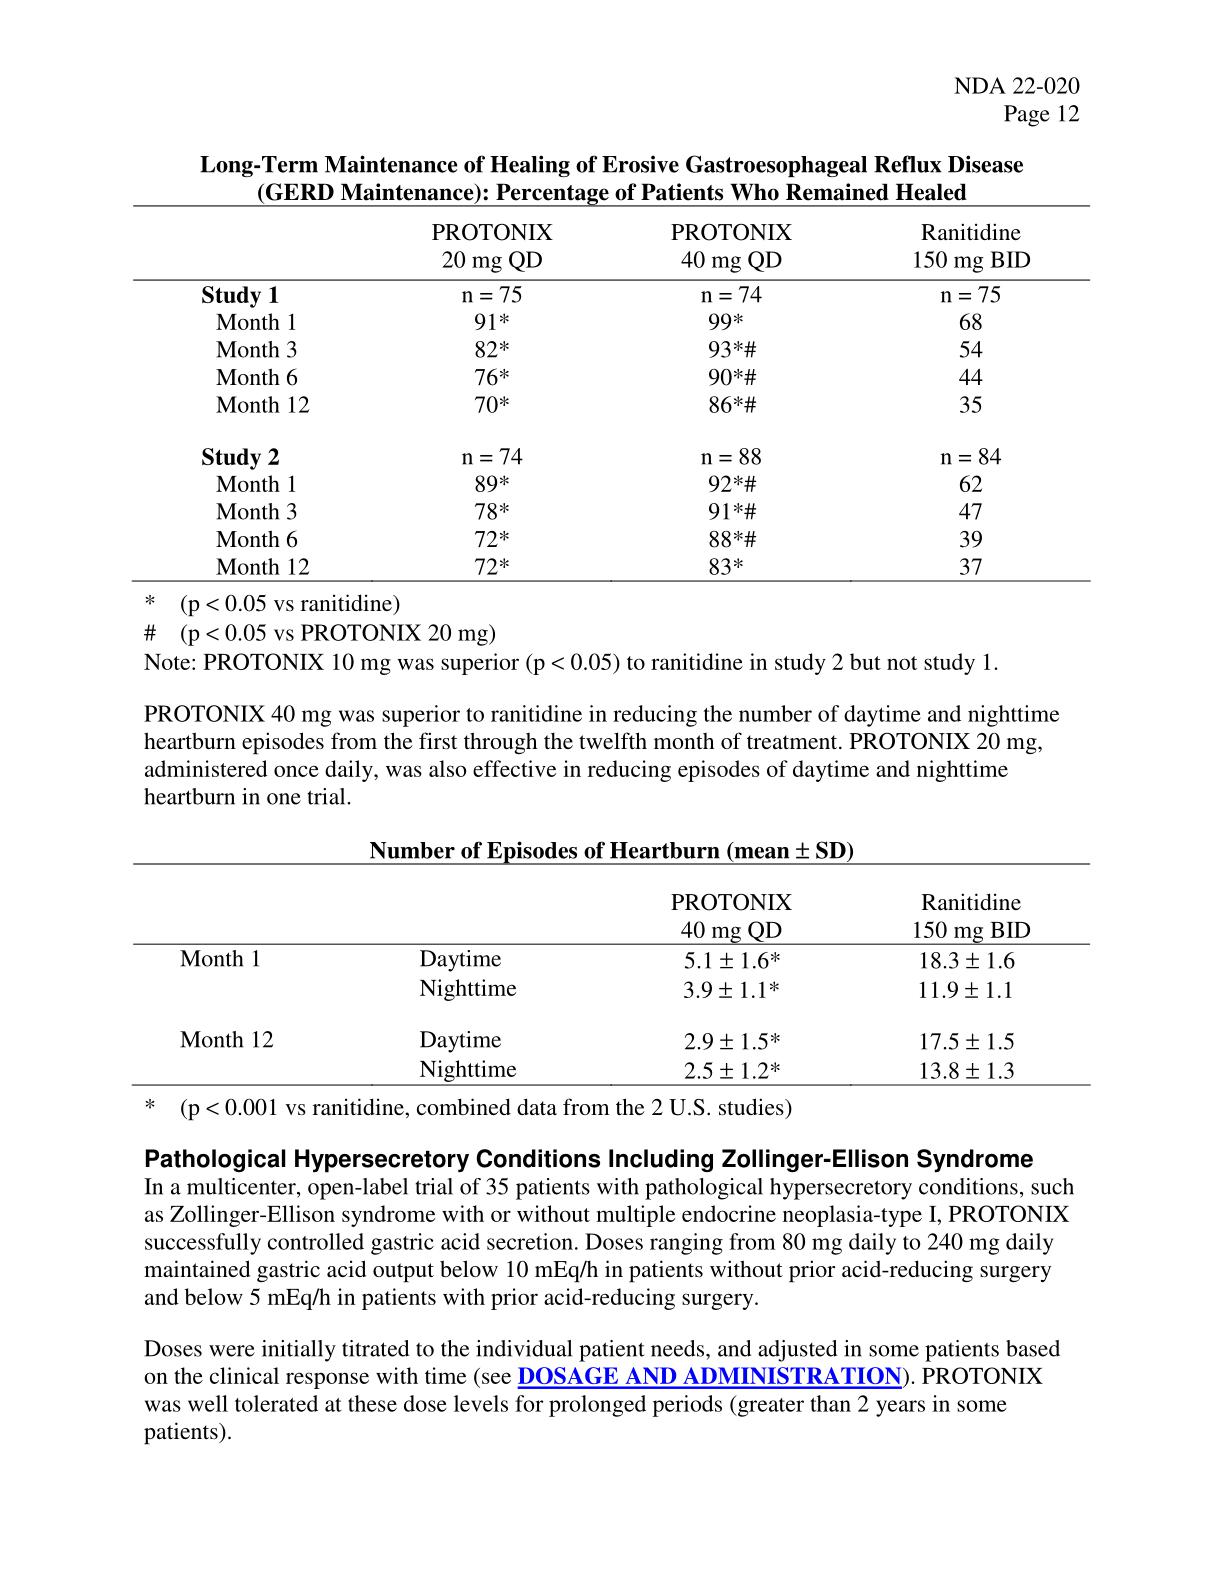 NDA 22-020
Page 12
Long-Term Maintenance of Healing of Erosive Gastroesophageal Reflux Disease
(GERD Maintenance): Percentage of Patients Who Remained Healed
PROTONIX PROTONIX Ranitidine
20 mg QD 40 mg QD 150 mg BID
Study 1 n = 75 n = 74 n = 75
Month 1 91* 99* 68
Month 3 82* 93*# 54
Month 6 76* 90*# 44
Month 12 70* 86*# 35
Study 2 n = 74 n = 88 n = 84
Month 1 89* 92*# 62
Month 3 78* 91*# 47
Month 6 72* 88*# 39
Month 12 72* 83* 37
* (p < 0.05 vs ranitidine)
# (p < 0.05 vs PROTONIX 20 mg)
Note: PROTONIX 10 mg was superior (p < 0.05) to ranitidine in study 2 but not study 1.
PROTONIX 40 mg was superior to ranitidine in reducing the number of daytime and nighttime
heartburn episodes from the first through the twelfth month of treatment. PROTONIX 20 mg,
administered once daily, was also effective in reducing episodes of daytime and nighttime
heartburn in one trial.
Number of Episodes of Heartburn (mean ± SD)
PROTONIX Ranitidine
40 mg QD 150 mg BID
Month 1 Daytime 5.1 ± 1.6* 18.3 ± 1.6
Nighttime 3.9 ± 1.1* 11.9 ± 1.1
Month 12 Daytime 2.9 ± 1.5* 17.5 ± 1.5
Nighttime 2.5 ± 1.2* 13.8 ± 1.3
* (p < 0.001 vs ranitidine, combined data from the 2 U.S. studies)
Pathological Hypersecretory Conditions Including Zollinger-Ellison Syndrome
In a multicenter, open-label trial of 35 patients with pathological hypersecretory conditions, such
as Zollinger-Ellison syndrome with or without multiple endocrine neoplasia-type I, PROTONIX
successfully controlled gastric acid secretion. Doses ranging from 80 mg daily to 240 mg daily
maintained gastric acid output below 10 mEq/h in patients without prior acid-reducing surgery
and below 5 mEq/h in patients with prior acid-reducing surgery.
Doses were initially titrated to the individual patient needs, and adjusted in some patients based
on the clinical response with time (see DOSAGE AND ADMINISTRATION). PROTONIX
was well tolerated at these dose levels for prolonged periods (greater than 2 years in some
patients).